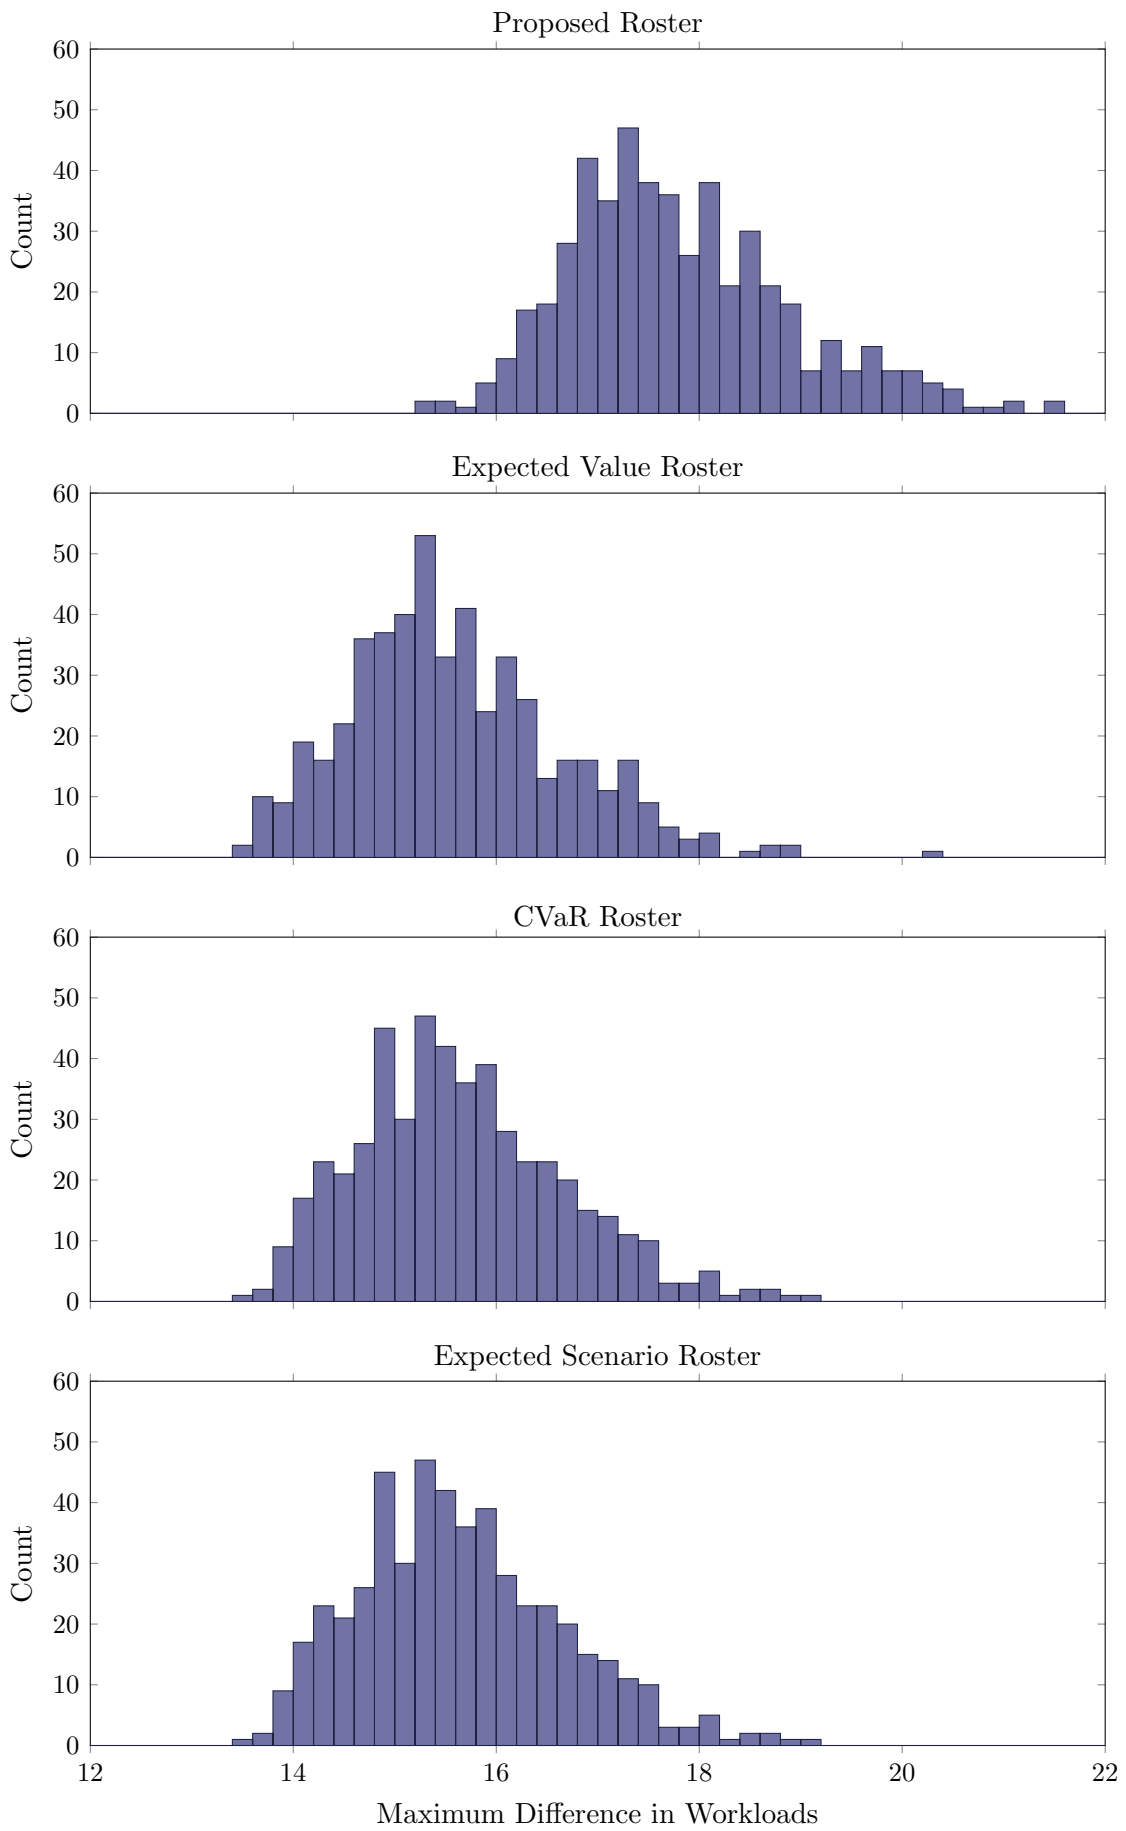 Proposed Roster
60
50
40
30
20
10
0
Count
Expected Value Roster
60
50
40
30
20
10
0
Count
CVaR Roster
60
50
40
30
20
10
0
Count
Expected Scenario Roster
60
50
40
30
20
10
0
Count
12 14 16 18 20 22
Maximum Difference in Workloads